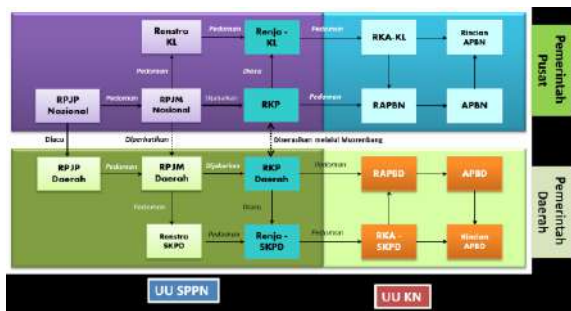 Renstra
KL
Pedoman
Renja -
KL
Pedoman
RKA-KL
Rincian
APBN
Pedoman
Diacu
RPJP
Nasional
Pedoman
RPJM
Nasional
Dijabarkan
RKP
Pedoman
RAPBN
APBN
Pemerintah
Pusat
Diacu
Diperhatikan
Diserasikan melalui Musrenbang
RPJP
Daerah
Pedoman
RPJM
Daerah
Dijabarkan
RKP
Daerah
Pedoman
RAPBD
APBD
Pedoman
Diacu
Renstra
SKPD
Pedoman
Renja -
SKPD
Pedoman
RKA -
SKPD
Rincian
APBD
Pemerintah
Daerah
UU SPPN
UU KN